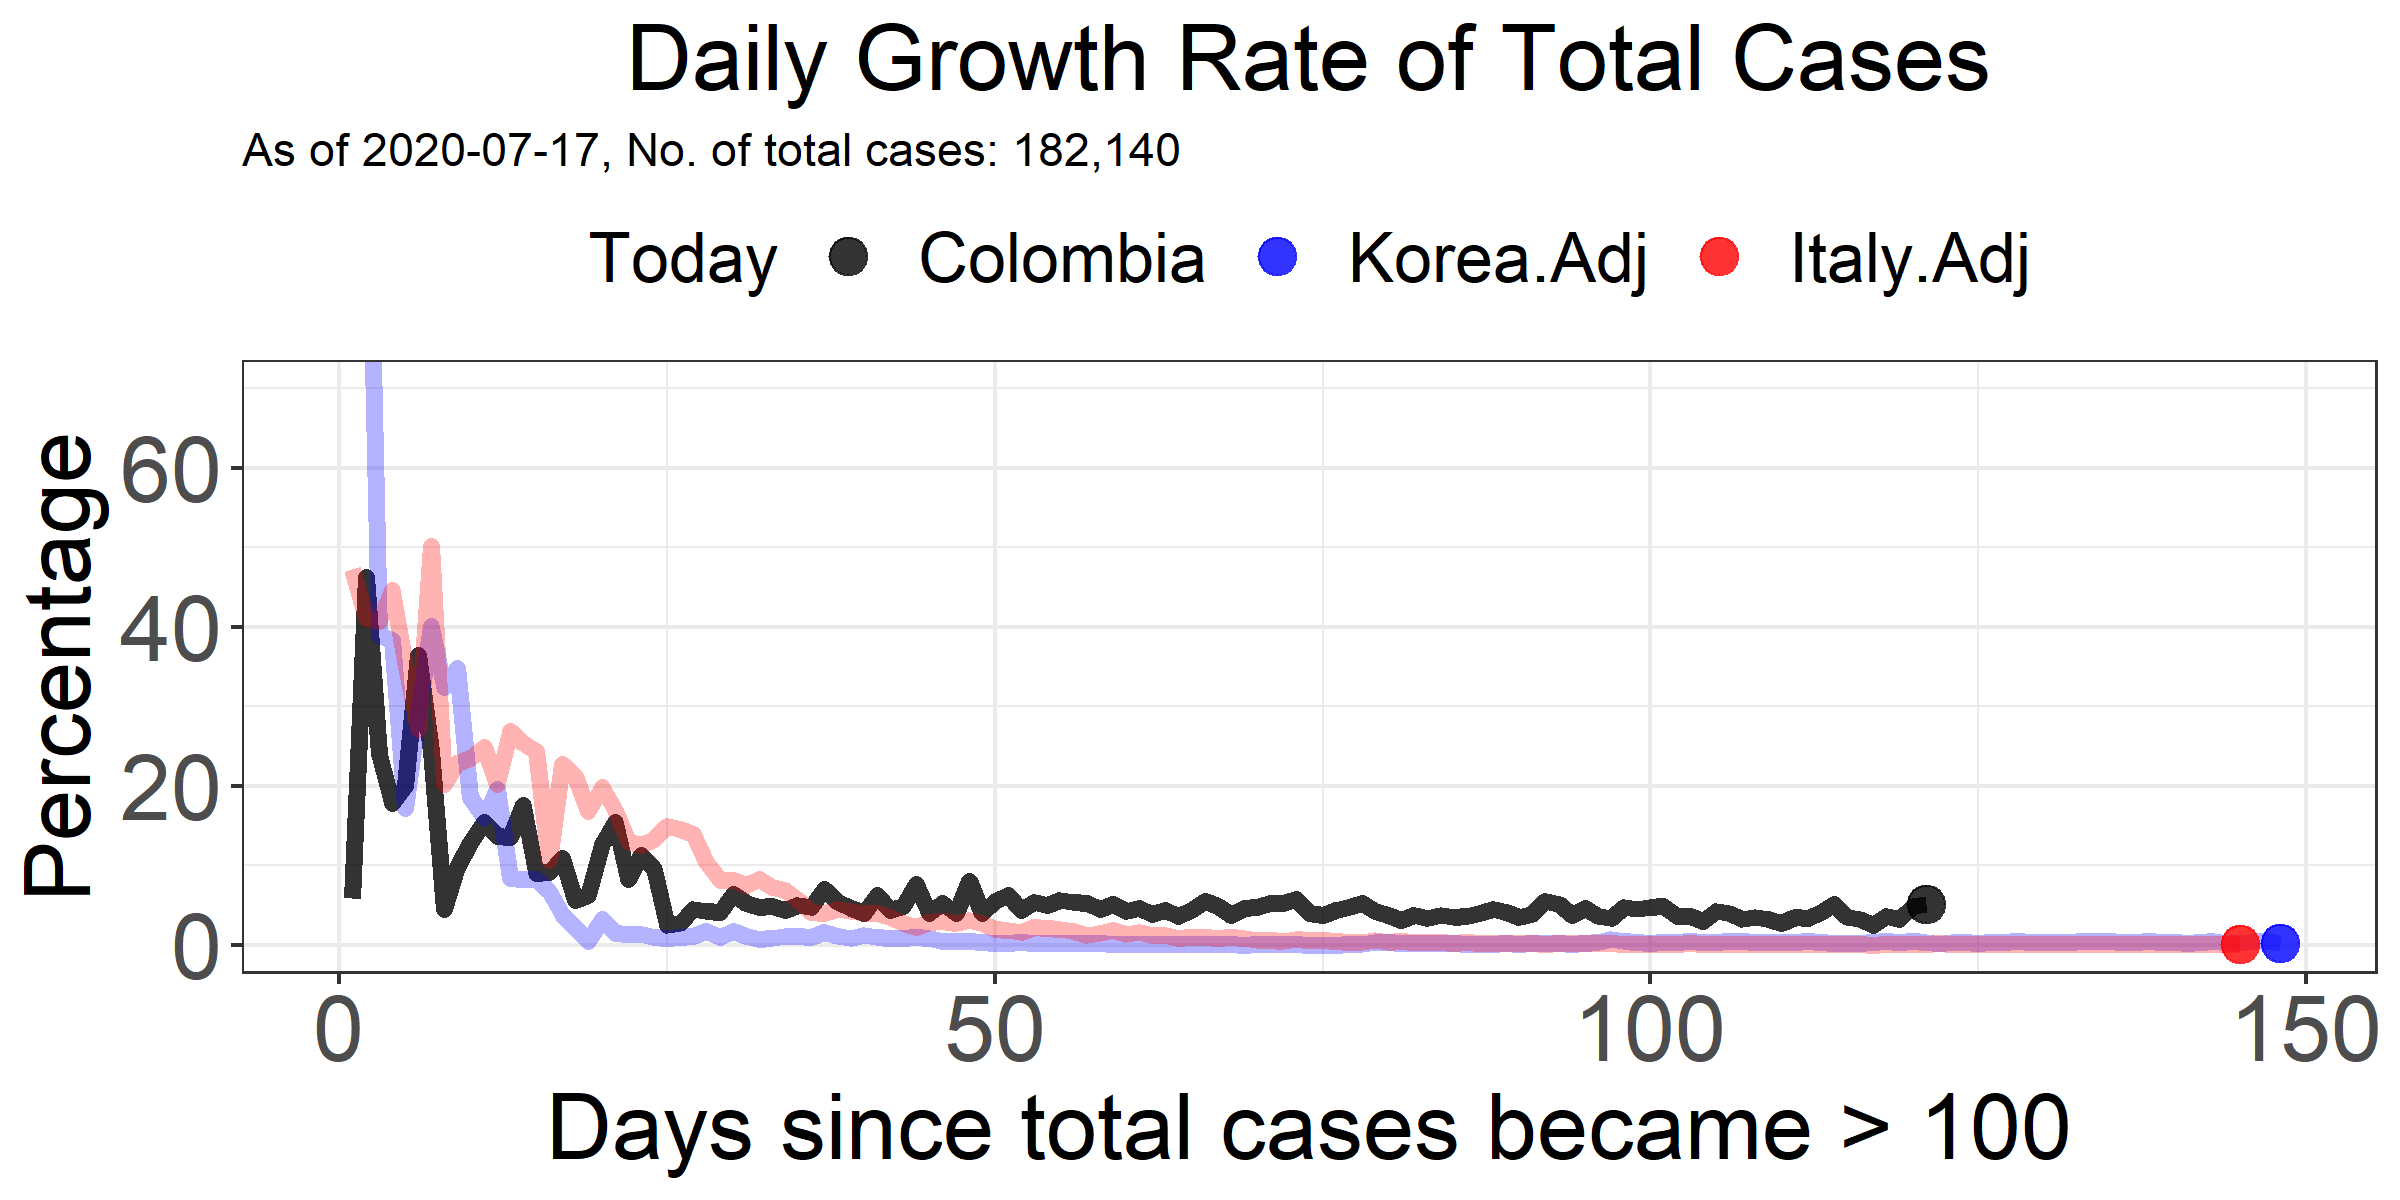 Daily Growth Rate of Total Cases
As of 2020-07-17, No. of total cases: 182,140
Today Colombia Korea.Adj Italy.Adj
Percentage
60
40
20
0
0 50 100 150
Days since total cases became > 100